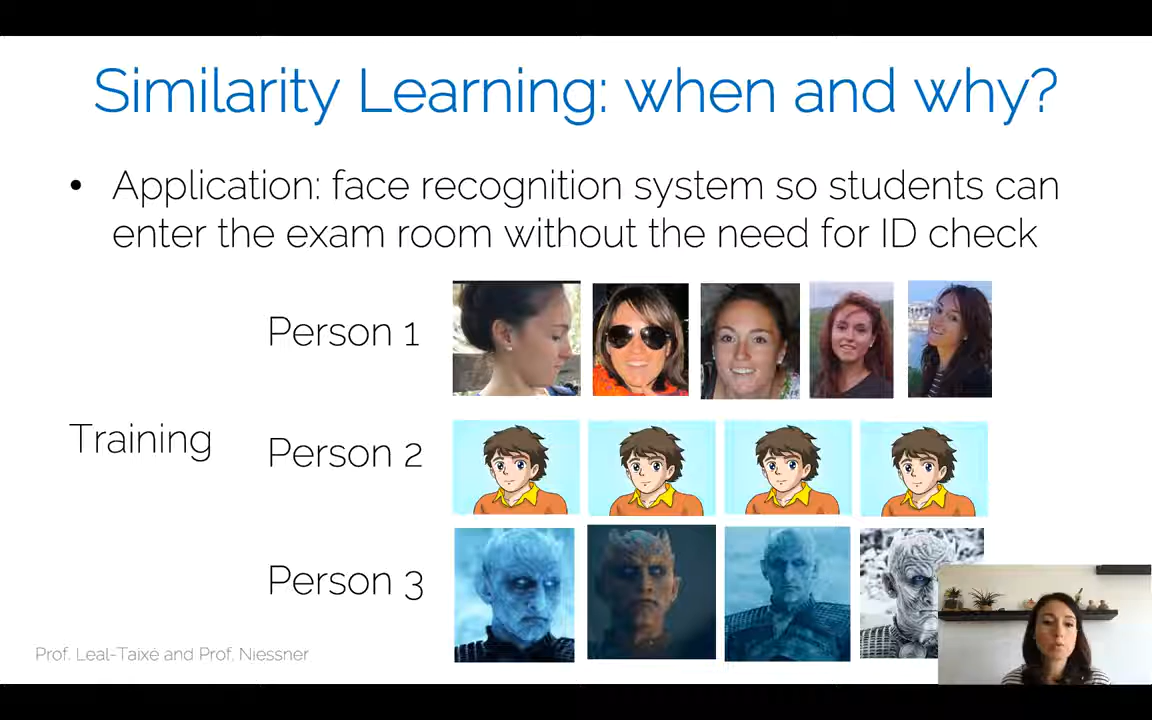 Similarity Learning: when and why?
• Application: face recognition system so students can
enter the exam room without the need for ID check
Person 1
Training
Person 2
Person 3
Prof. Leal-Taixé and Prof. Niessner